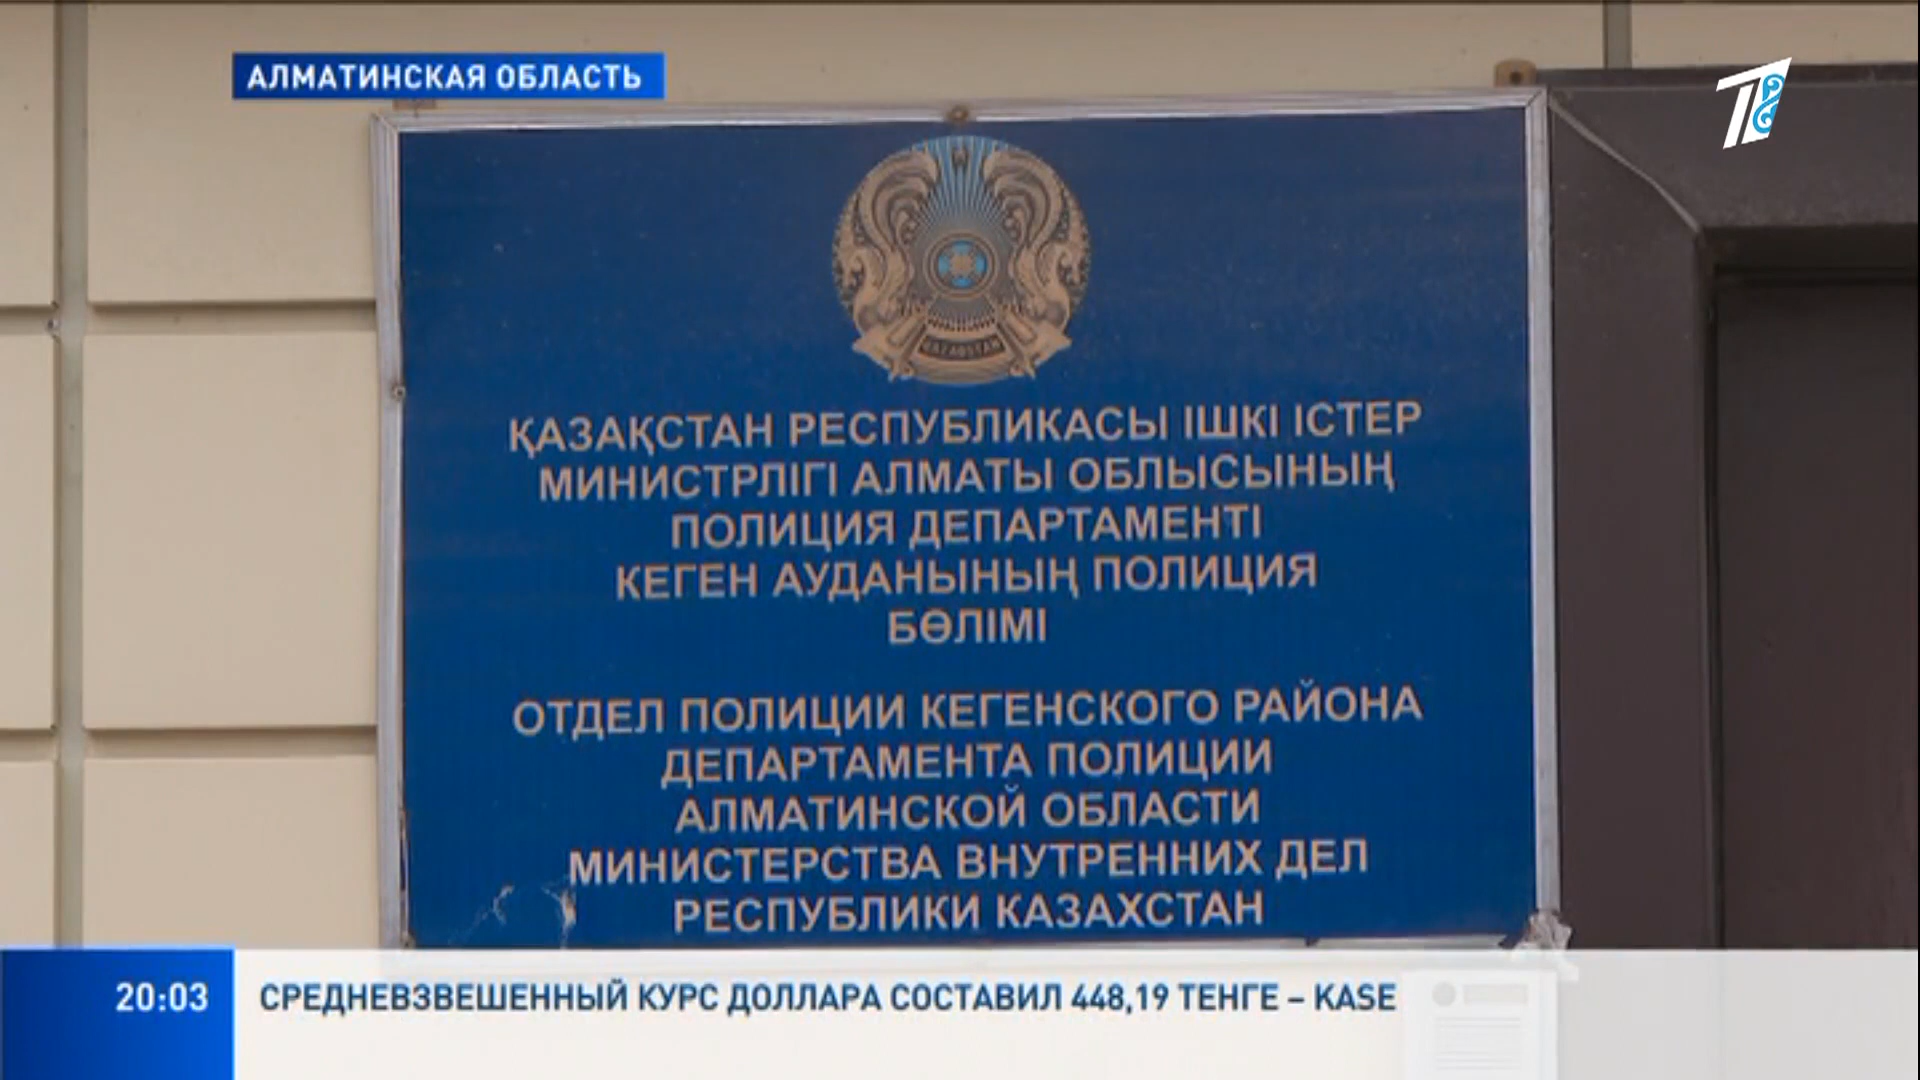 АЛМАТИНСКАЯ ОБЛАСТЬ
KAZAQSTAN
ҚАЗАҚСТАН РЕСПУБЛИКАСЫ ІШКІ ІСТЕР
МИНИСТРЛІГІ АЛМАТЫ ОБЛЫСЫНЫҢ
ПОЛИЦИЯ ДЕПАРТАМЕНТІ
КЕГЕН АУДАНЫНЫҢ ПОЛИЦИЯ
БӨЛІМІ
ОТДЕЛ ПОЛИЦИИ КЕГЕНСКОГО РАЙОНА
ДЕПАРТАМЕНТА ПОЛИЦИИ
АЛМАТИНСКОЙ ОБЛАСТИ
МИНИСТЕРСТВА ВНУТРЕННИХ ДЕЛ
РЕСПУБЛИКИ КАЗАХСТАН
20:03 СРЕДНЕВЗВЕШЕННЫЙ КУРС ДОЛЛАРА СОСТАВИЛ 448,19 ТЕНГЕ – KASE